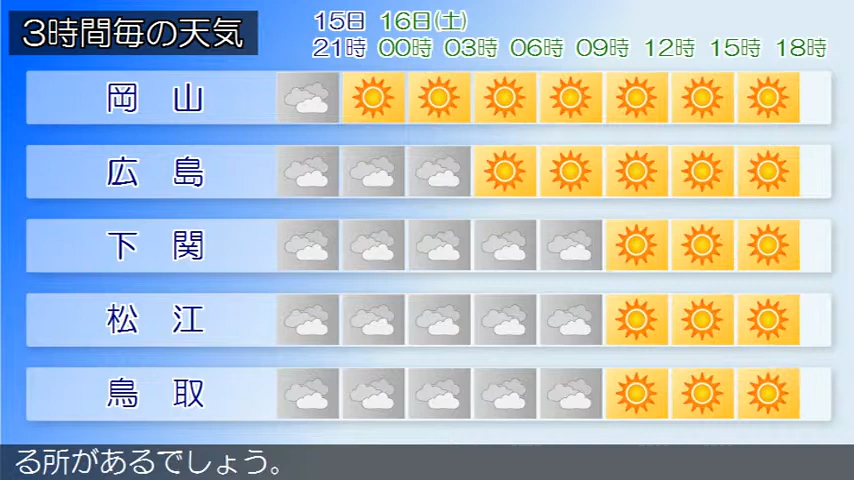 3時間毎の天気
15日 16日(土)
21時 00時 03時 06時 09時 12時 15時 18時
岡 山
広 島
下 関
松 江
鳥 取
る所があるでしょう。